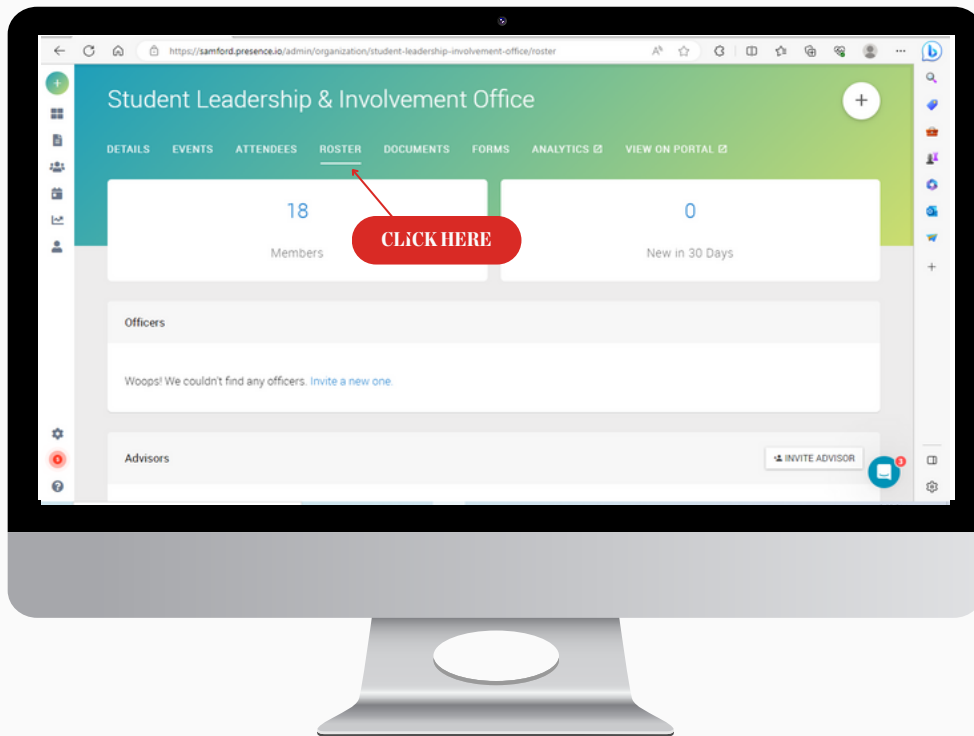 https://samford.presence.io/admin/organization/student-leadership-involvement-office/roster
Student Leadership & Involvement Office
+
DETAILS EVENTS ATTENDEES ROSTER DOCUMENTS FORMS ANALYTICS VIEW ON PORTAL
18
0
Members
New in 30 Days
CLiCK HERE
Officers
Woops! We couldn't find any officers. Invite a new one.
Advisors
INVITE ADVISOR
3